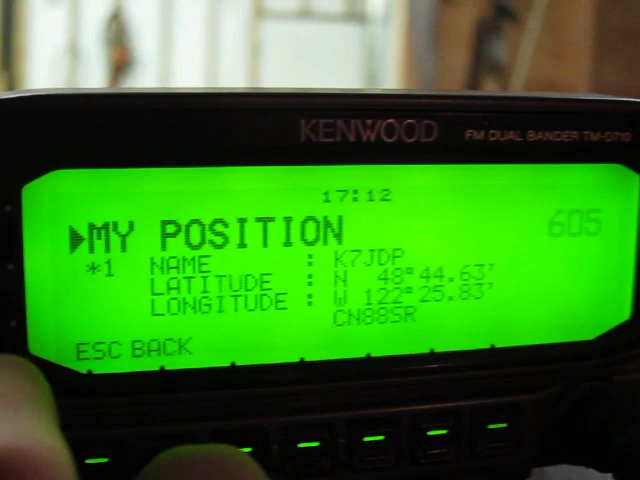 KENWOOD FM DUAL BANDER TM-D710
17:12
▶MY POSITION 605
*1 NAME : K7JDP
LATITUDE : N 48°44.63'
LONGITUDE : W 122°25.83'
CN88SR
ESC BACK